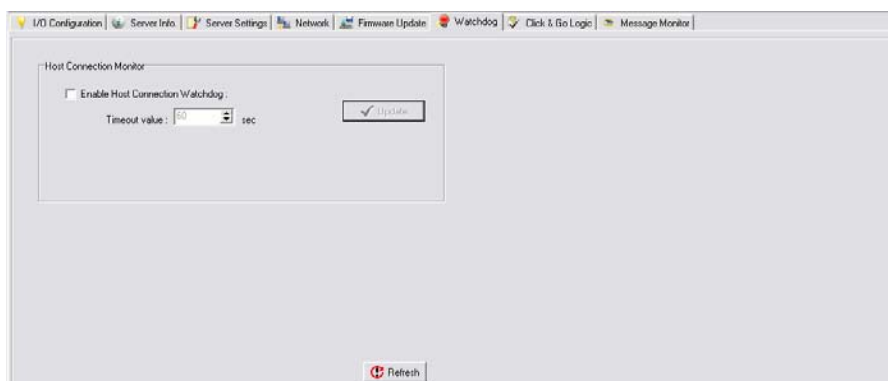 I/O Configuration Server Info. Server Settings Network Firmware Update Watchdog Click & Go Logic Message Monitor
Host Connection Monitor
Enable Host Connection Watchdog :
Timeout value : 60 sec
Update
Refresh